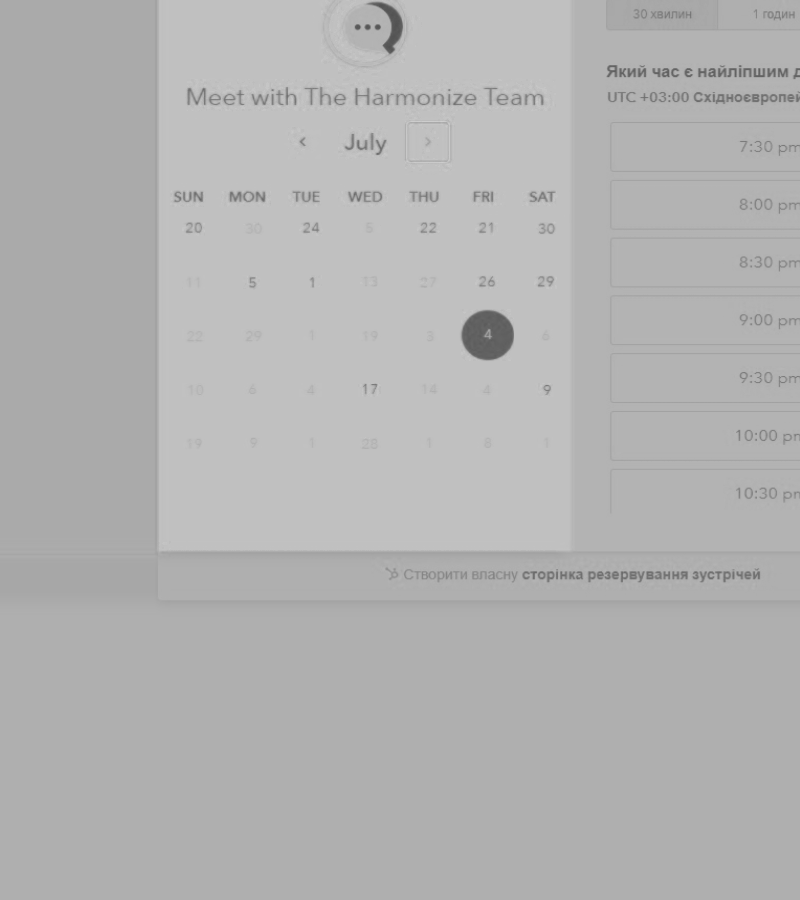 Meet with The Harmonize Team
‹ July ›
SUN MON TUE WED THU FRI SAT
20 30 24 5 22 21 30
11 5 1 13 27 26 29
22 29 1 19 3 4 6
10 6 4 17 14 4 9
19 9 1 28 1 8 1
30 хвилин 1 годин
Який час є найліпшим д
UTC +03:00 Східноєвропей
7:30 pm
8:00 pm
8:30 pm
9:00 pm
9:30 pm
10:00 pm
10:30 pm
Створити власну сторінка резервування зустрічей